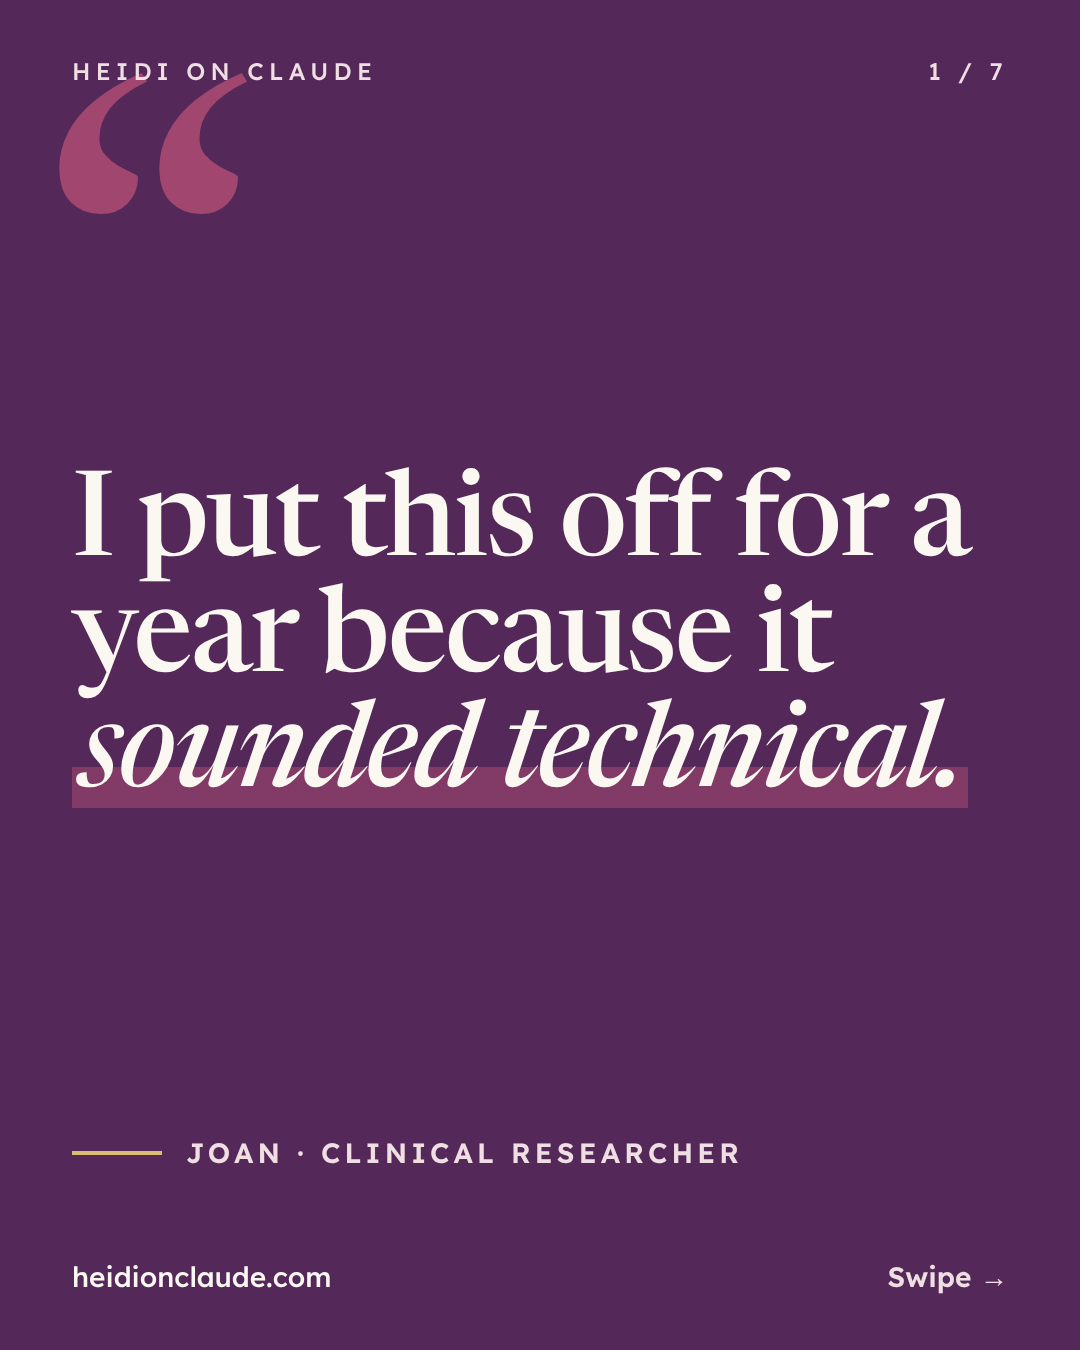 HEIDI ON CLAUDE
1 / 7
“
I put this off for a
year because it
sounded technical.
JOAN · CLINICAL RESEARCHER
heidionclaude.com
Swipe →